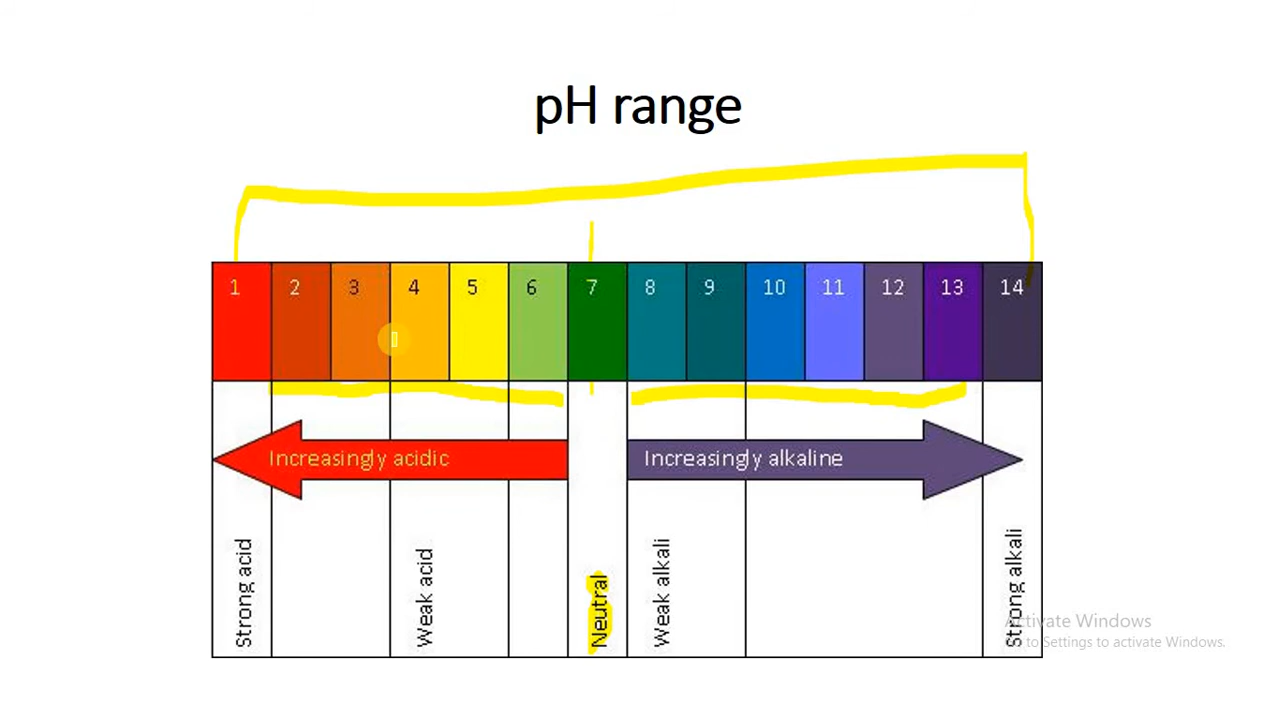 pH range
1 2 3 4 5 6 7 8 9 10 11 12 13 14
Increasingly acidic
Increasingly alkaline
Strong acid
Weak acid
Neutral
Weak alkali
Strong alkali
Activate Windows
Go to Settings to activate Windows.